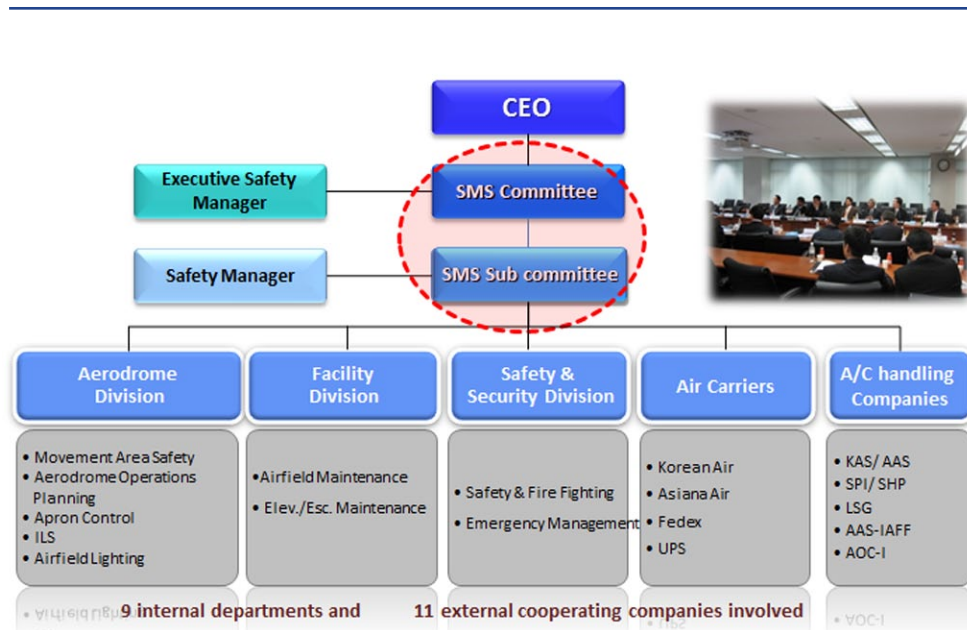 CEO
Executive Safety
Manager
SMS Committee
Safety Manager
SMS Sub committee
Aerodrome
Division
Facility
Division
Safety &
Security Division
Air Carriers
A/C handling
Companies
• Movement Area Safety
• Aerodrome Operations
Planning
• Apron Control
• ILS
• Airfield Lighting
•Airfield Maintenance
• Elev./Esc. Maintenance
• Safety & Fire Fighting
• Emergency Management
• Korean Air
• Asiana Air
• Fedex
• UPS
• KAS/ AAS
• SPI/ SHP
• LSG
• AAS-IAFF
• AOC-I
9 internal departments and 11 external cooperating companies involved